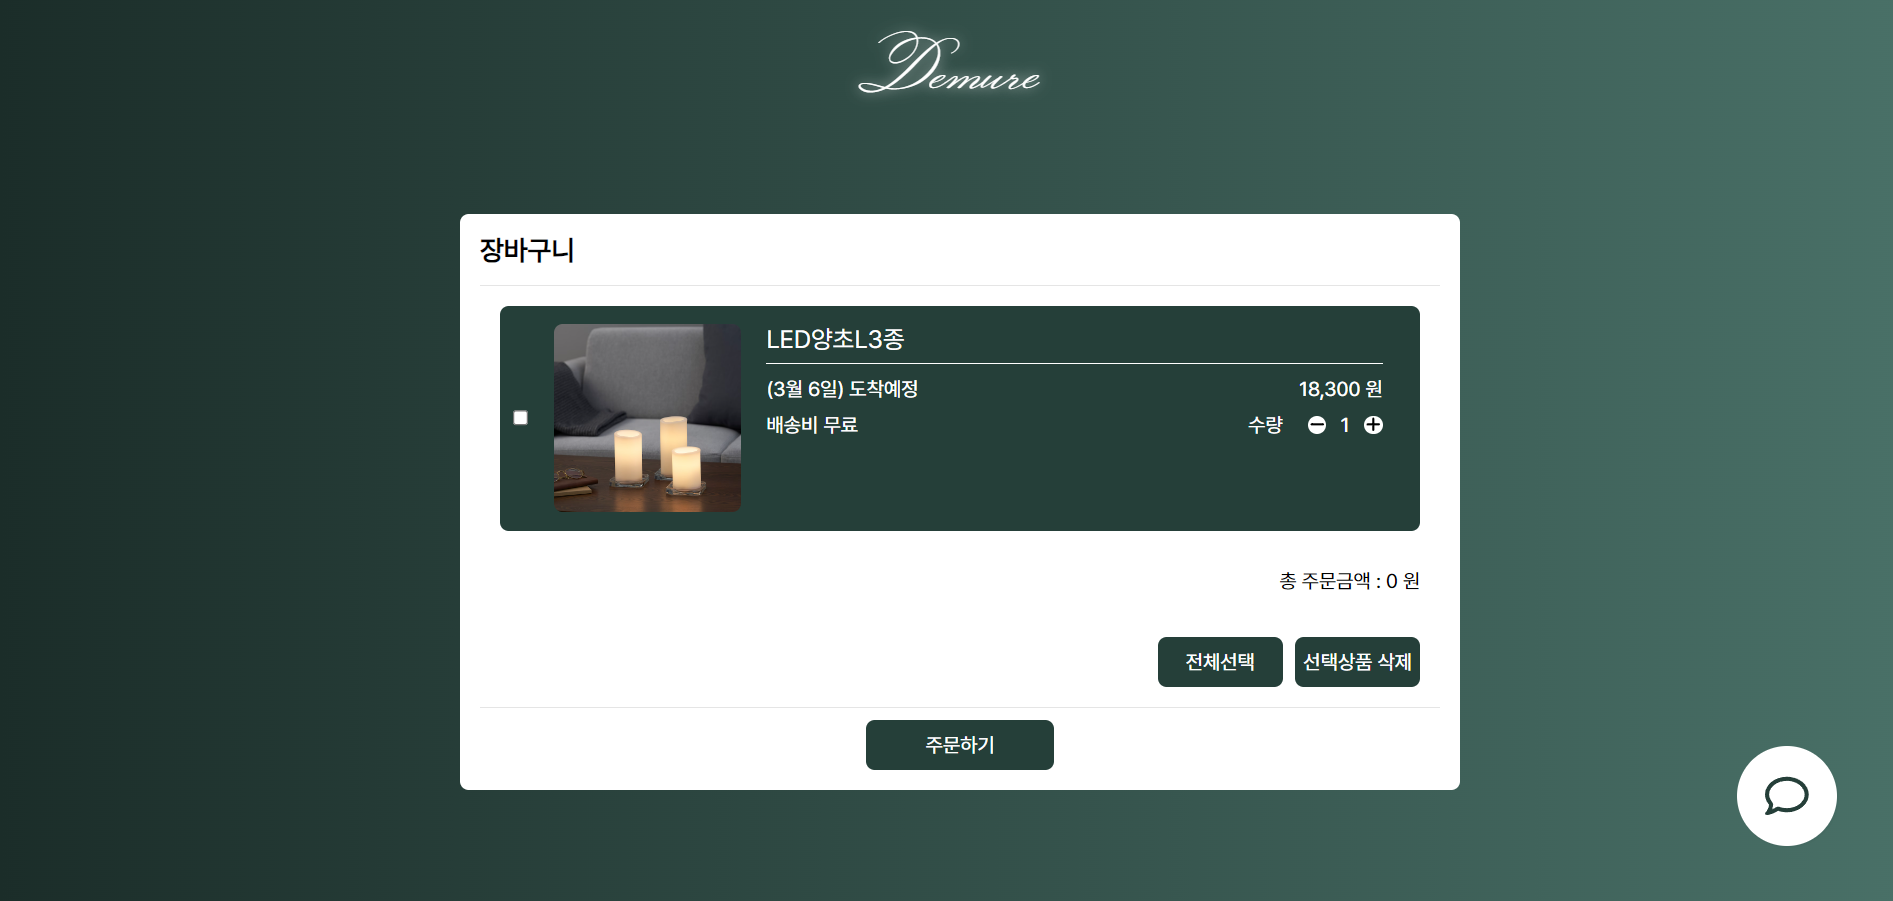 Demure
장바구니
LED양초L3종
(3월 6일) 도착예정 18,300 원
배송비 무료 수량 1
총 주문금액 : 0 원
전체선택 선택상품 삭제
주문하기